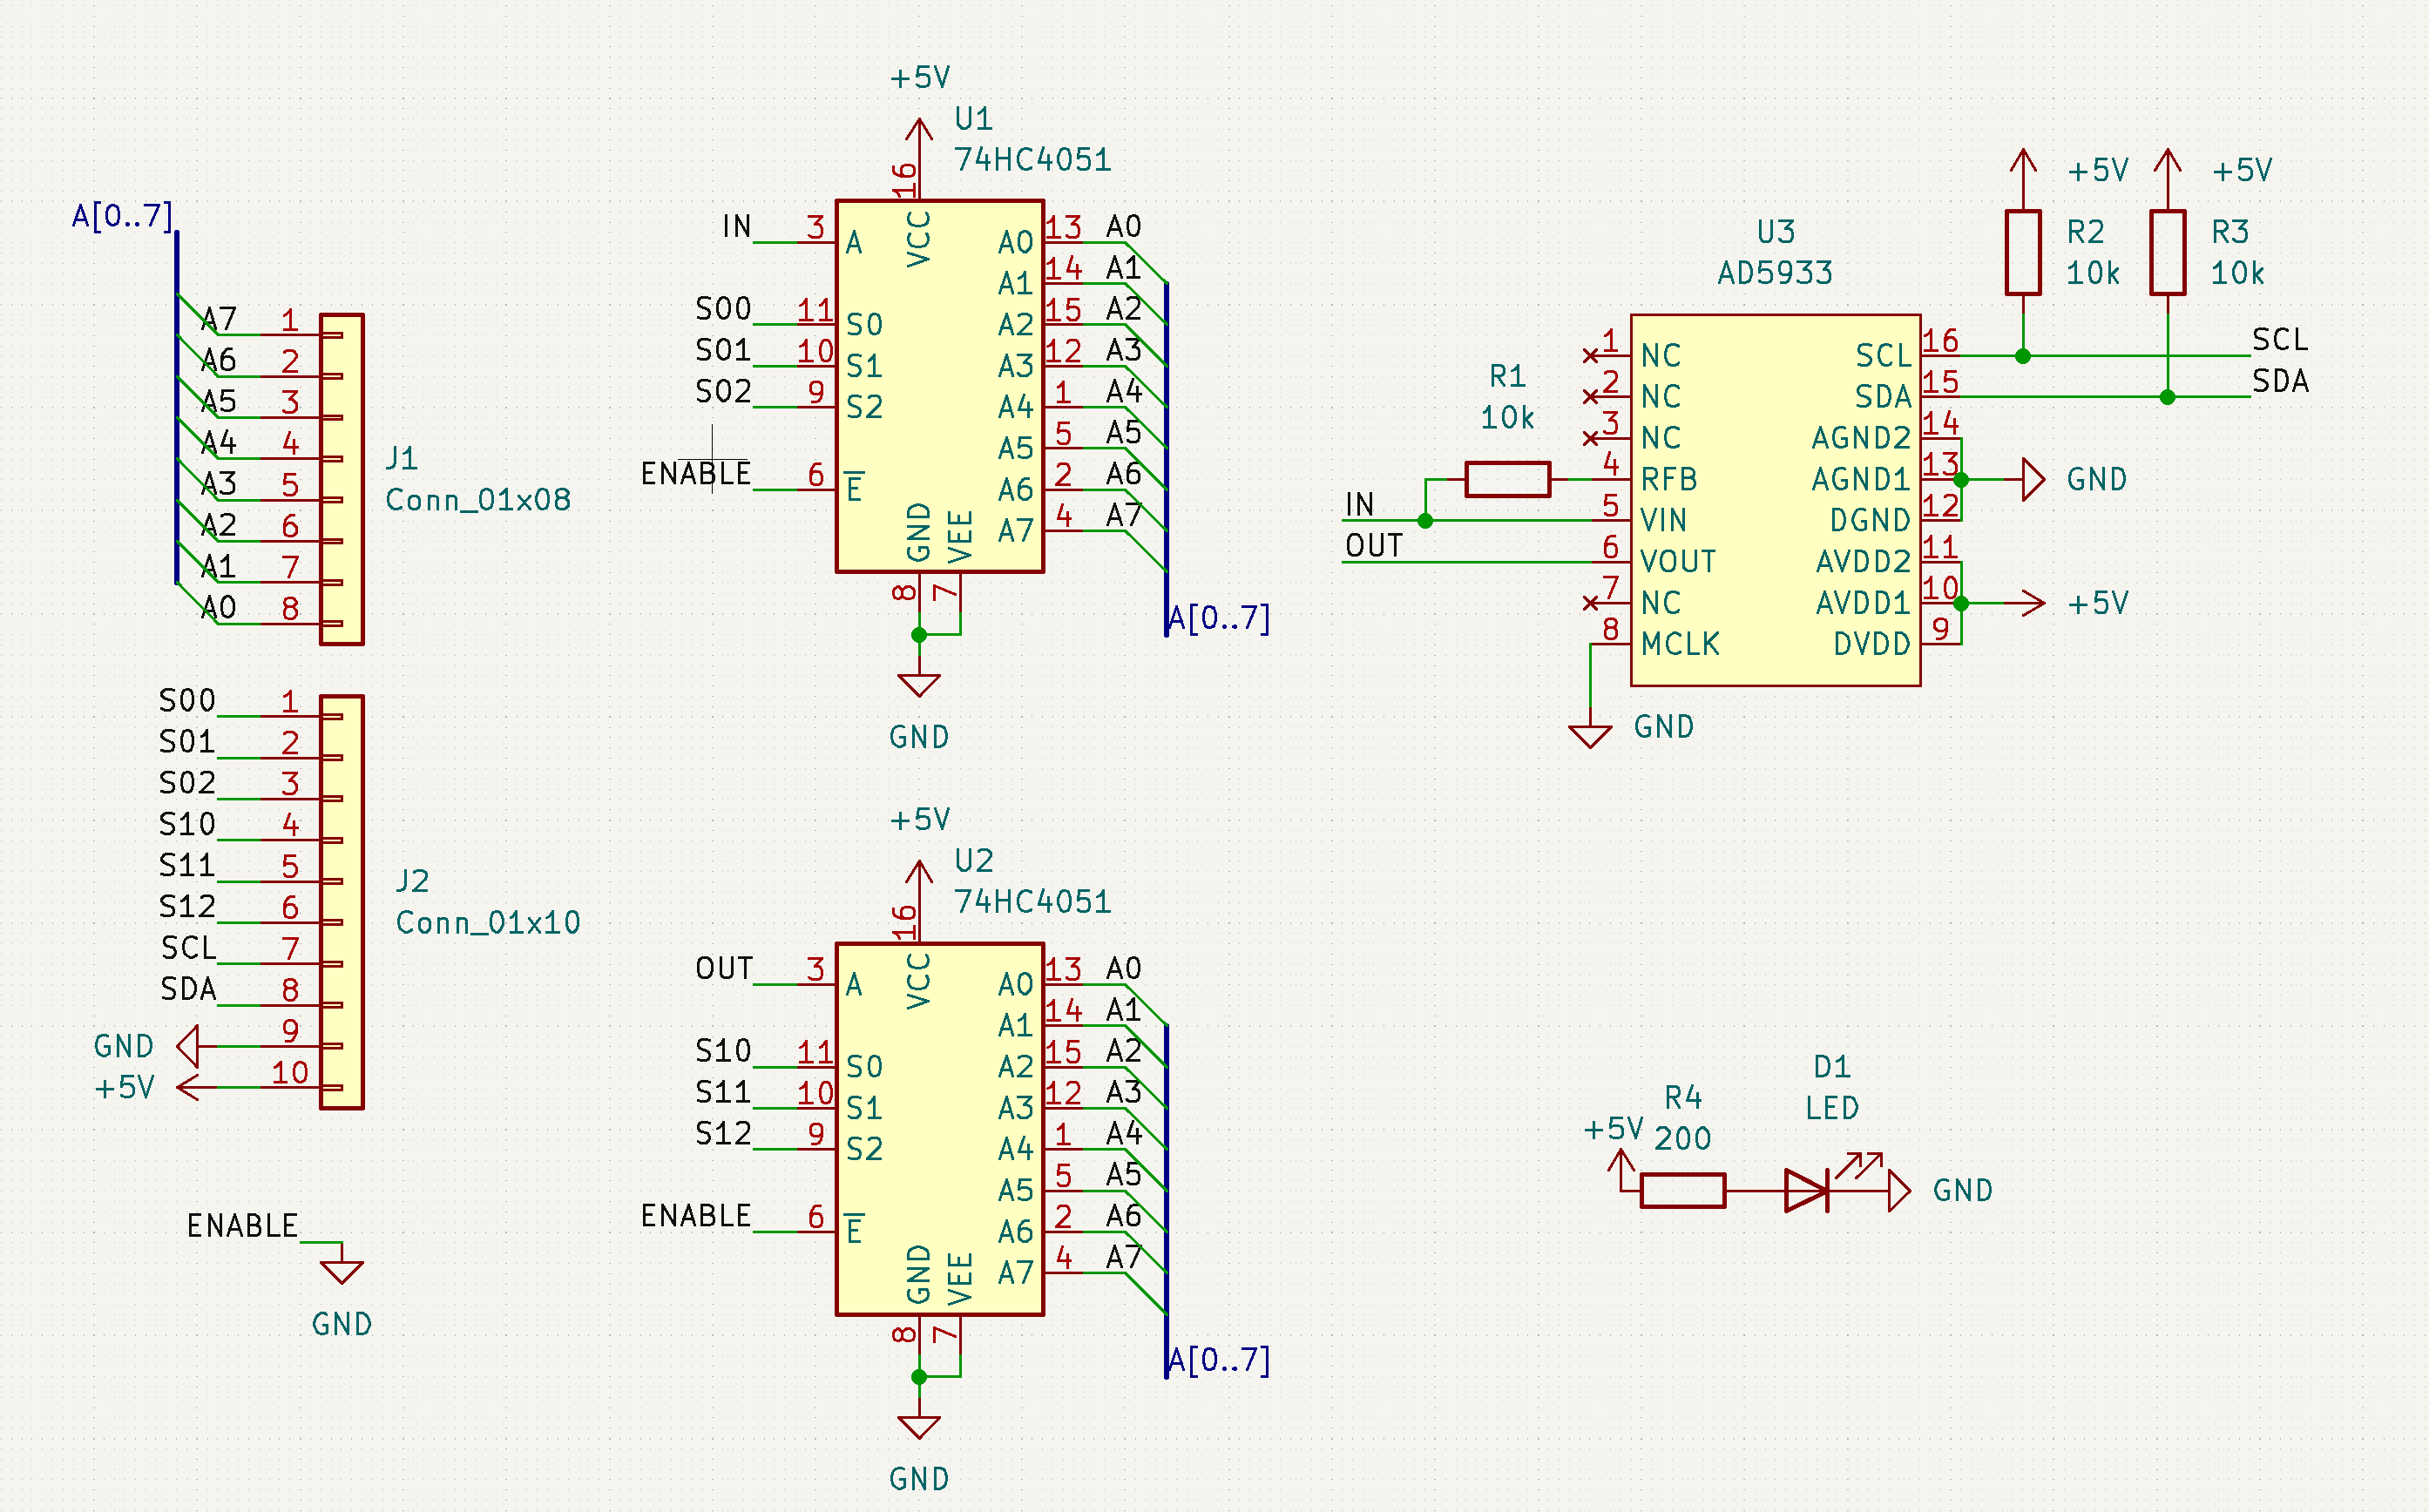 A[0..7]
A7 1
A6 2
A5 3
A4 4
A3 5
A2 6
A1 7
A0 8
J1
Conn_01x08
S00 1
S01 2
S02 3
S10 4
S11 5
S12 6
SCL 7
SDA 8
GND 9
+5V 10
J2
Conn_01x10
ENABLE
GND
+5V
U1
74HC4051
16
VCC
IN 3 A
S00 11 S0
S01 10 S1
S02 9 S2
ENABLE 6 E
A0 13 A0
A1 14 A1
A2 15 A2
A3 12 A3
A4 1 A4
A5 5 A5
A6 2 A6
A7 4 A7
GND VEE
8 7
A[0..7]
GND
+5V
U2
74HC4051
16
VCC
OUT 3 A
S10 11 S0
S11 10 S1
S12 9 S2
ENABLE 6 E
A0 13 A0
A1 14 A1
A2 15 A2
A3 12 A3
A4 1 A4
A5 5 A5
A6 2 A6
A7 4 A7
GND VEE
8 7
A[0..7]
GND
U3
AD5933
R1
10k
IN
OUT
1 NC
2 NC
3 NC
4 RFB
5 VIN
6 VOUT
7 NC
8 MCLK
GND
SCL 16
SDA 15
AGND2 14
AGND1 13
DGND 12
AVDD2 11
AVDD1 10
DVDD 9
+5V
R2
10k
+5V
R3
10k
SCL
SDA
GND
+5V
D1
LED
R4
200
+5V
GND